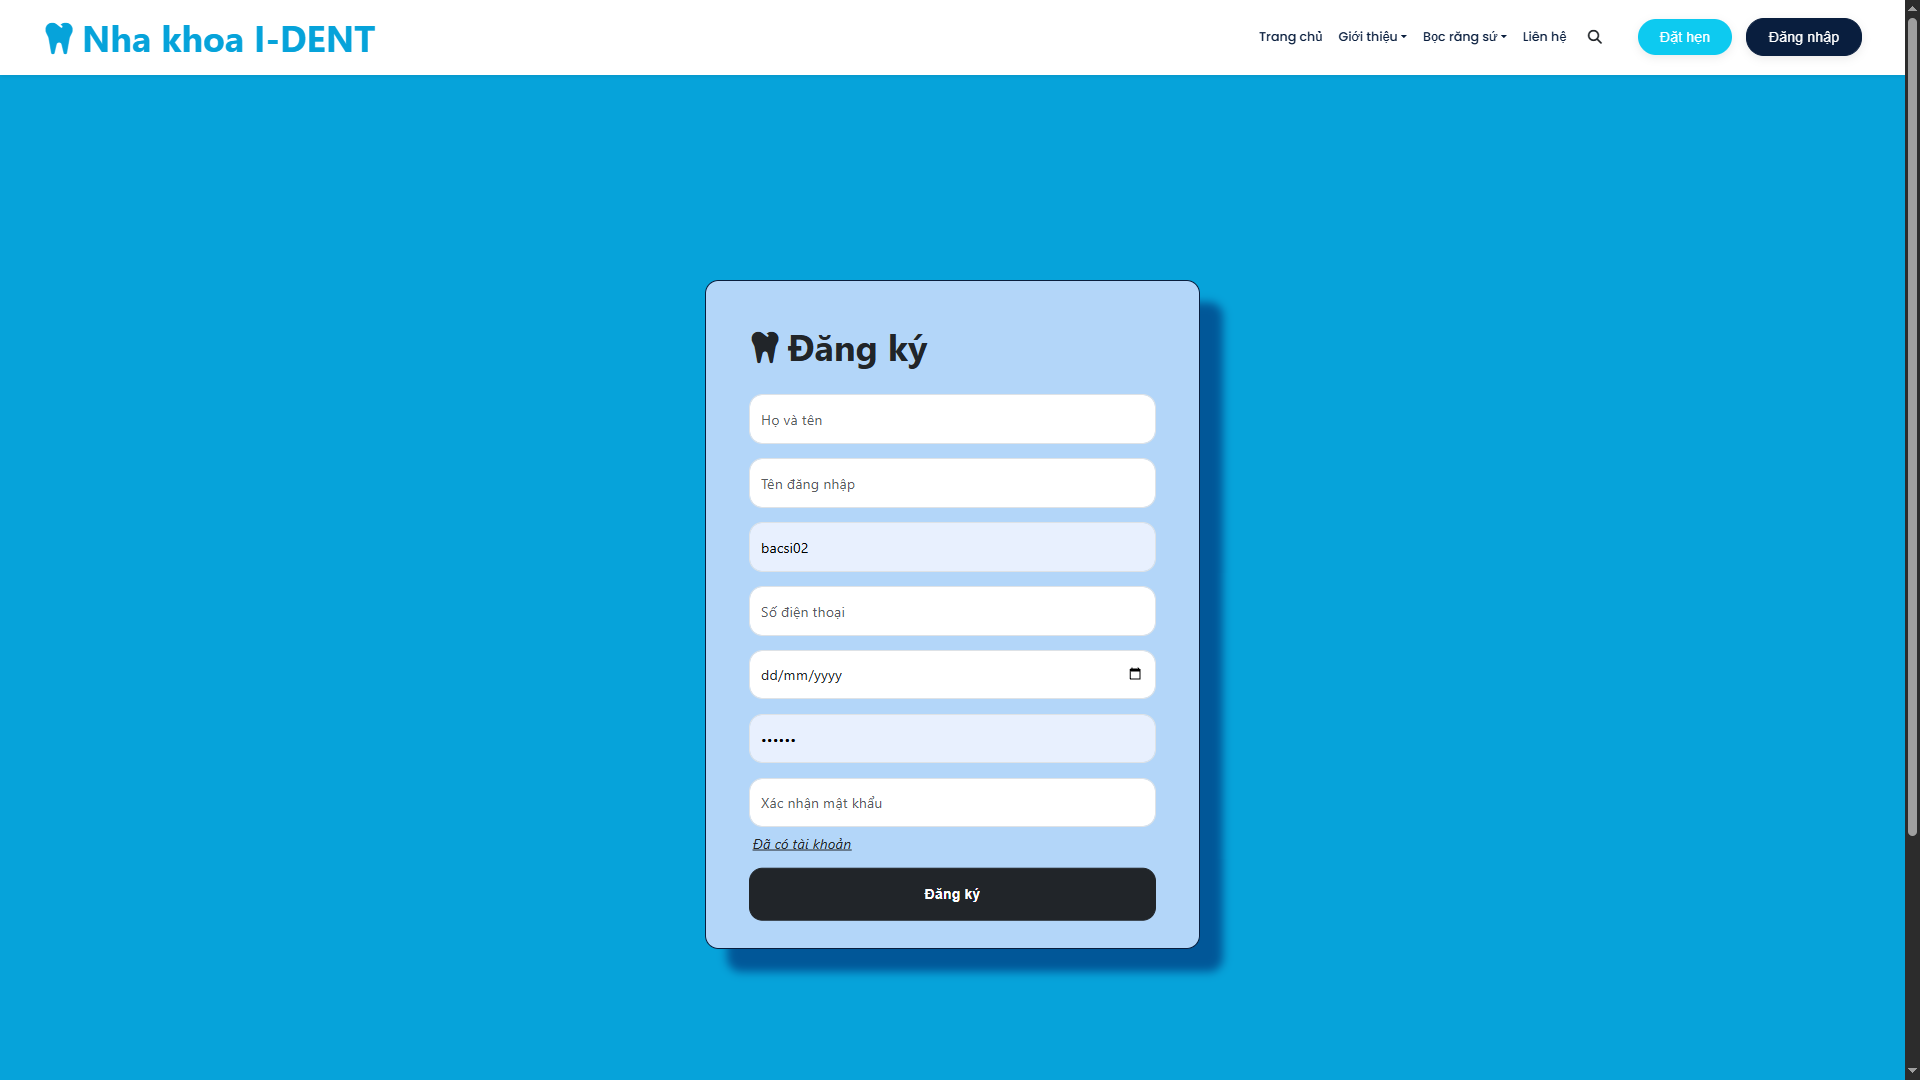 Nha khoa I-DENT
Trang chủ Giới thiệu Bọc răng sứ Liên hệ Đặt hẹn Đăng nhập
Đăng ký
Họ và tên
Tên đăng nhập
bacsi02
Số điện thoại
dd/mm/yyyy
••••••
Xác nhận mật khẩu
Đã có tài khoản
Đăng ký